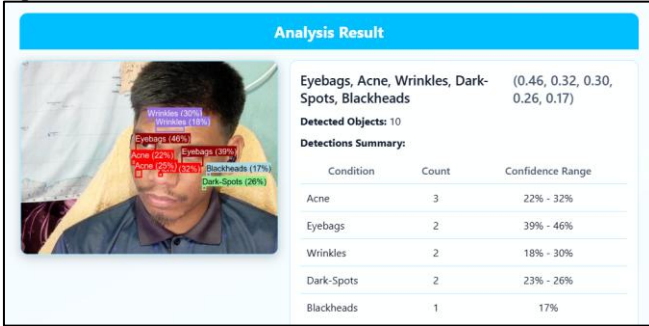 Analysis Result
Wrinkles (30%)
Wrinkles (18%)
Eyebags (46%)
Eyebags (39%)
Acne (22%)
Acne (25%)
(32%)
Blackheads (17%)
Dark-Spots (26%)
Eyebags, Acne, Wrinkles, Dark-
Spots, Blackheads
(0.46, 0.32, 0.30,
0.26, 0.17)
Detected Objects: 10
Detections Summary:
Condition Count Confidence Range
Acne 3 22% - 32%
Eyebags 2 39% - 46%
Wrinkles 2 18% - 30%
Dark-Spots 2 23% - 26%
Blackheads 1 17%